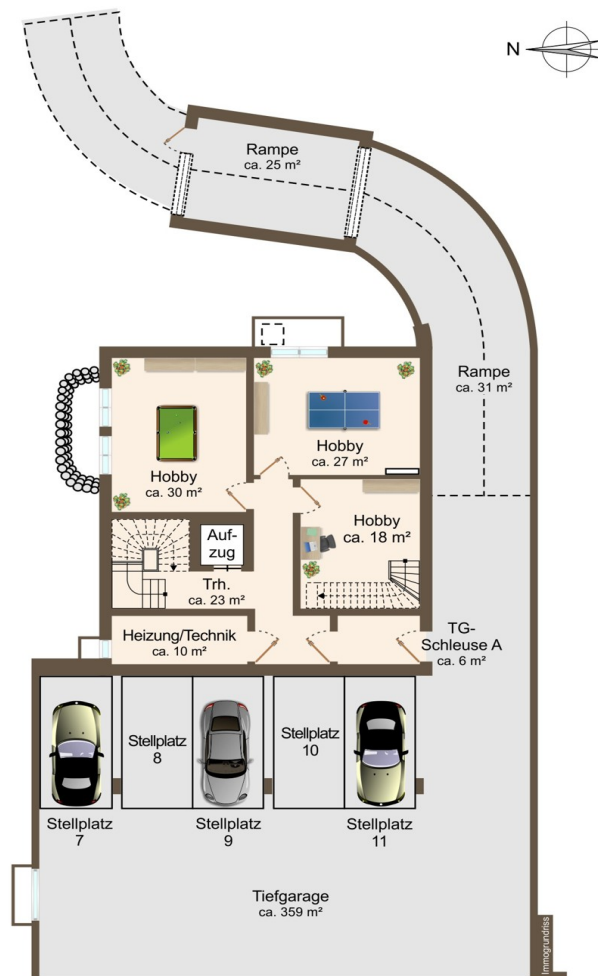 N
Rampe
ca. 25 m²
Rampe
ca. 31 m²
Hobby
ca. 27 m²
Hobby
ca. 30 m²
Hobby
ca. 18 m²
Auf-
zug
Trh.
ca. 23 m²
Heizung/Technik
ca. 10 m²
TG-
Schleuse A
ca. 6 m²
Stellplatz
8
Stellplatz
10
Stellplatz
7
Stellplatz
9
Stellplatz
11
Tiefgarage
ca. 359 m²
Immogrundriss